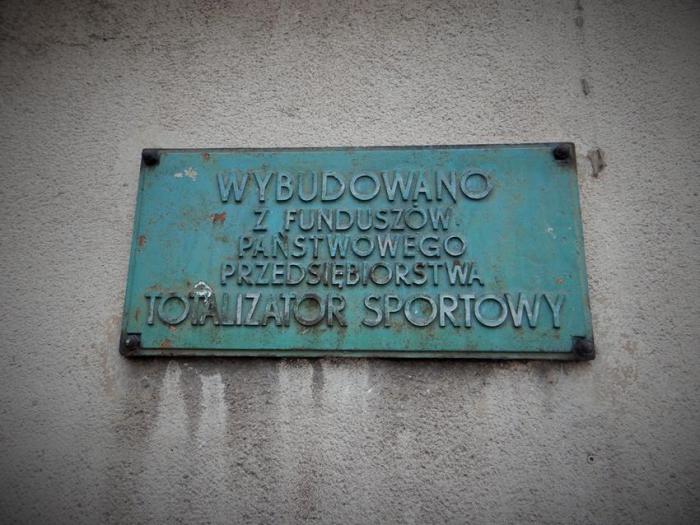 WYBUDOWANO
Z FUNDUSZÓW
PAŃSTWOWEGO
PRZEDSIĘBIORSTWA
TOTALIZATOR SPORTOWY